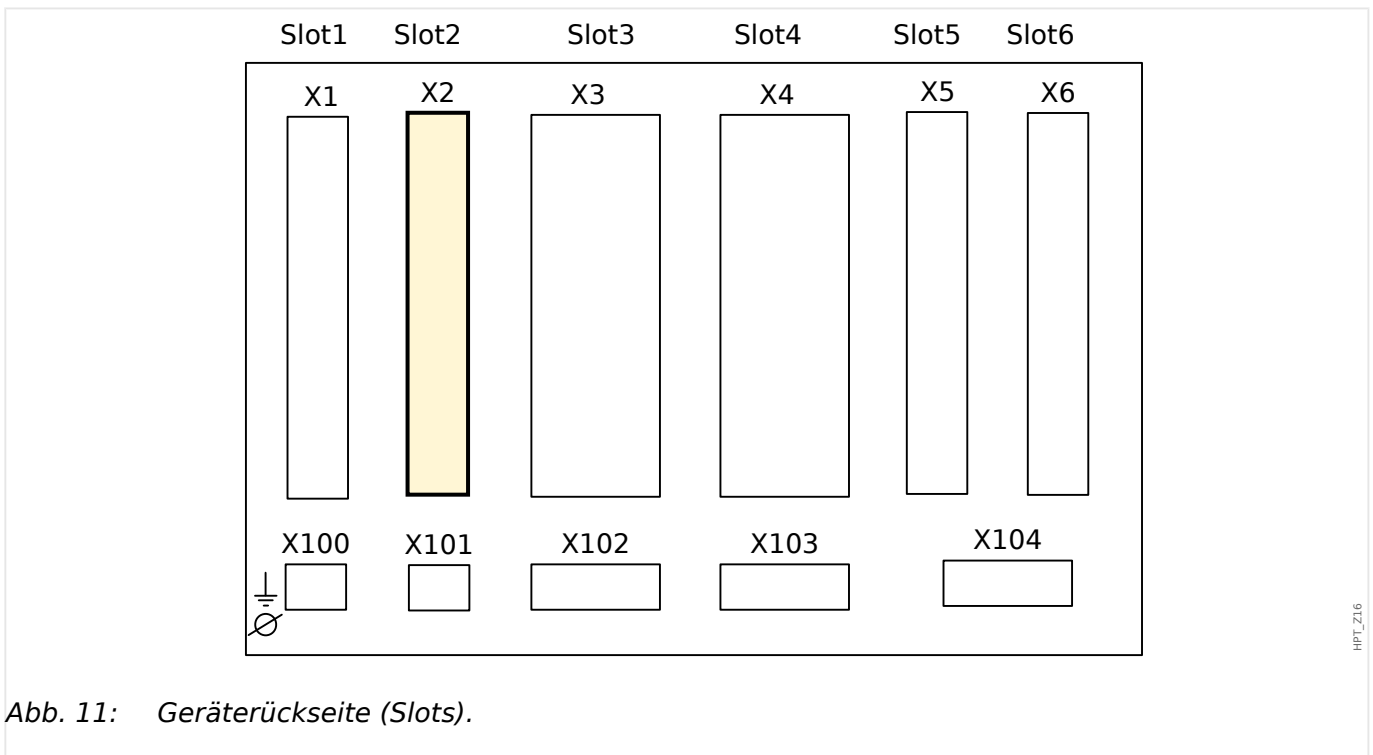 Slot1 Slot2 Slot3 Slot4 Slot5 Slot6
X1 X2 X3 X4 X5 X6
X100 X101 X102 X103 X104
HPT_Z16
Abb. 11: Geräterückseite (Slots).